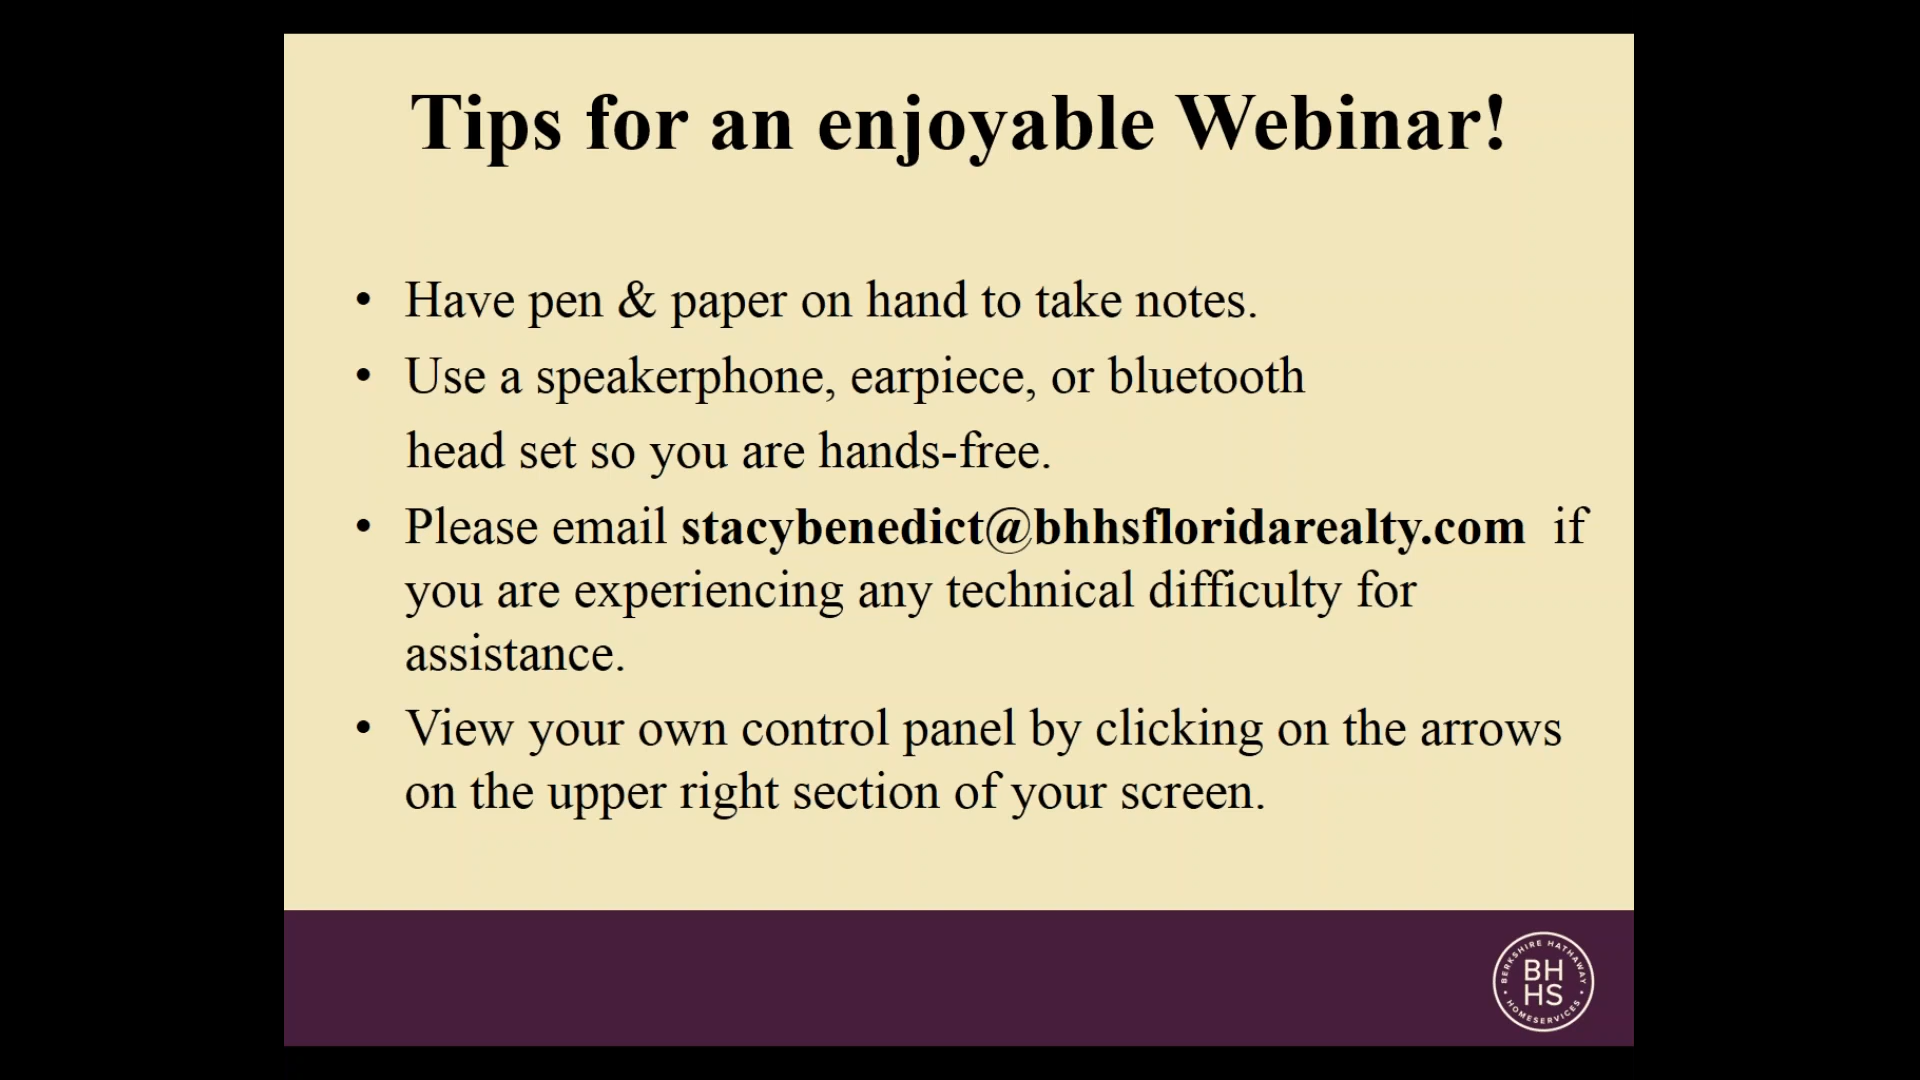 Tips for an enjoyable Webinar!
• Have pen & paper on hand to take notes.
• Use a speakerphone, earpiece, or bluetooth
head set so you are hands-free.
• Please email stacybenedict@bhhsfloridarealty.com if
you are experiencing any technical difficulty for
assistance.
• View your own control panel by clicking on the arrows
on the upper right section of your screen.
BERKSHIRE HATHAWAY
BH
HS
HOMESERVICES